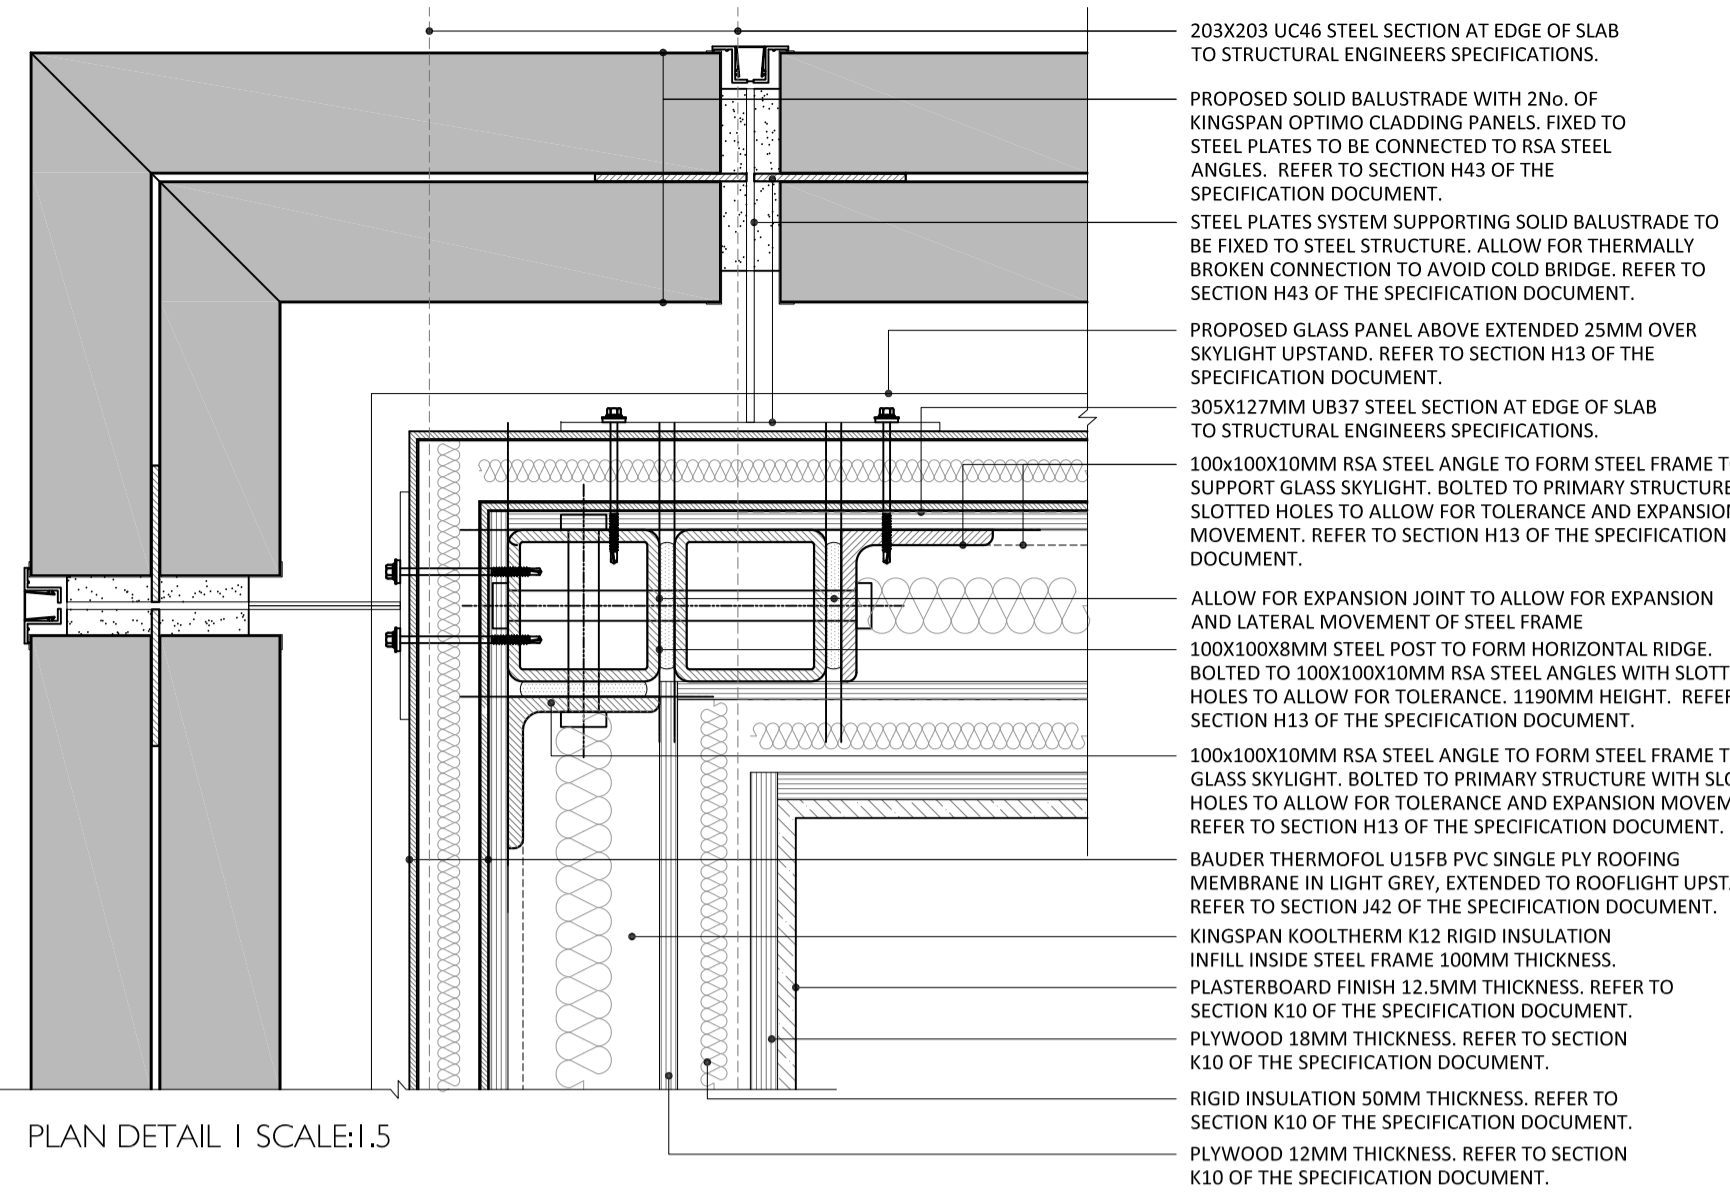 203X203 UC46 STEEL SECTION AT EDGE OF SLAB
TO STRUCTURAL ENGINEERS SPECIFICATIONS.
PROPOSED SOLID BALUSTRADE WITH 2No. OF
KINGSPAN OPTIMO CLADDING PANELS. FIXED TO
STEEL PLATES TO BE CONNECTED TO RSA STEEL
ANGLES. REFER TO SECTION H43 OF THE
SPECIFICATION DOCUMENT.
STEEL PLATES SYSTEM SUPPORTING SOLID BALUSTRADE TO
BE FIXED TO STEEL STRUCTURE. ALLOW FOR THERMALLY
BROKEN CONNECTION TO AVOID COLD BRIDGE. REFER TO
SECTION H43 OF THE SPECIFICATION DOCUMENT.
PROPOSED GLASS PANEL ABOVE EXTENDED 25MM OVER
SKYLIGHT UPSTAND. REFER TO SECTION H13 OF THE
SPECIFICATION DOCUMENT.
305X127MM UB37 STEEL SECTION AT EDGE OF SLAB
TO STRUCTURAL ENGINEERS SPECIFICATIONS.
100x100X10MM RSA STEEL ANGLE TO FORM STEEL FRAME
SUPPORT GLASS SKYLIGHT. BOLTED TO PRIMARY STRUCTURE
SLOTTED HOLES TO ALLOW FOR TOLERANCE AND EXPANSION
MOVEMENT. REFER TO SECTION H13 OF THE SPECIFICATION
DOCUMENT.
ALLOW FOR EXPANSION JOINT TO ALLOW FOR EXPANSION
AND LATERAL MOVEMENT OF STEEL FRAME
100X100X8MM STEEL POST TO FORM HORIZONTAL RIDGE.
BOLTED TO 100X100X10MM RSA STEEL ANGLES WITH SLOTT
HOLES TO ALLOW FOR TOLERANCE. 1190MM HEIGHT. REFER
SECTION H13 OF THE SPECIFICATION DOCUMENT.
100x100X10MM RSA STEEL ANGLE TO FORM STEEL FRAME T
GLASS SKYLIGHT. BOLTED TO PRIMARY STRUCTURE WITH SLO
HOLES TO ALLOW FOR TOLERANCE AND EXPANSION MOVEM
REFER TO SECTION H13 OF THE SPECIFICATION DOCUMENT.
BAUDER THERMOFOL U15FB PVC SINGLE PLY ROOFING
MEMBRANE IN LIGHT GREY, EXTENDED TO ROOFLIGHT UPST
REFER TO SECTION J42 OF THE SPECIFICATION DOCUMENT.
KINGSPAN KOOLTHERM K12 RIGID INSULATION
INFILL INSIDE STEEL FRAME 100MM THICKNESS.
PLASTERBOARD FINISH 12.5MM THICKNESS. REFER TO
SECTION K10 OF THE SPECIFICATION DOCUMENT.
PLYWOOD 18MM THICKNESS. REFER TO SECTION
K10 OF THE SPECIFICATION DOCUMENT.
RIGID INSULATION 50MM THICKNESS. REFER TO
SECTION K10 OF THE SPECIFICATION DOCUMENT.
PLYWOOD 12MM THICKNESS. REFER TO SECTION
K10 OF THE SPECIFICATION DOCUMENT.
PLAN DETAIL 1 SCALE:1.5